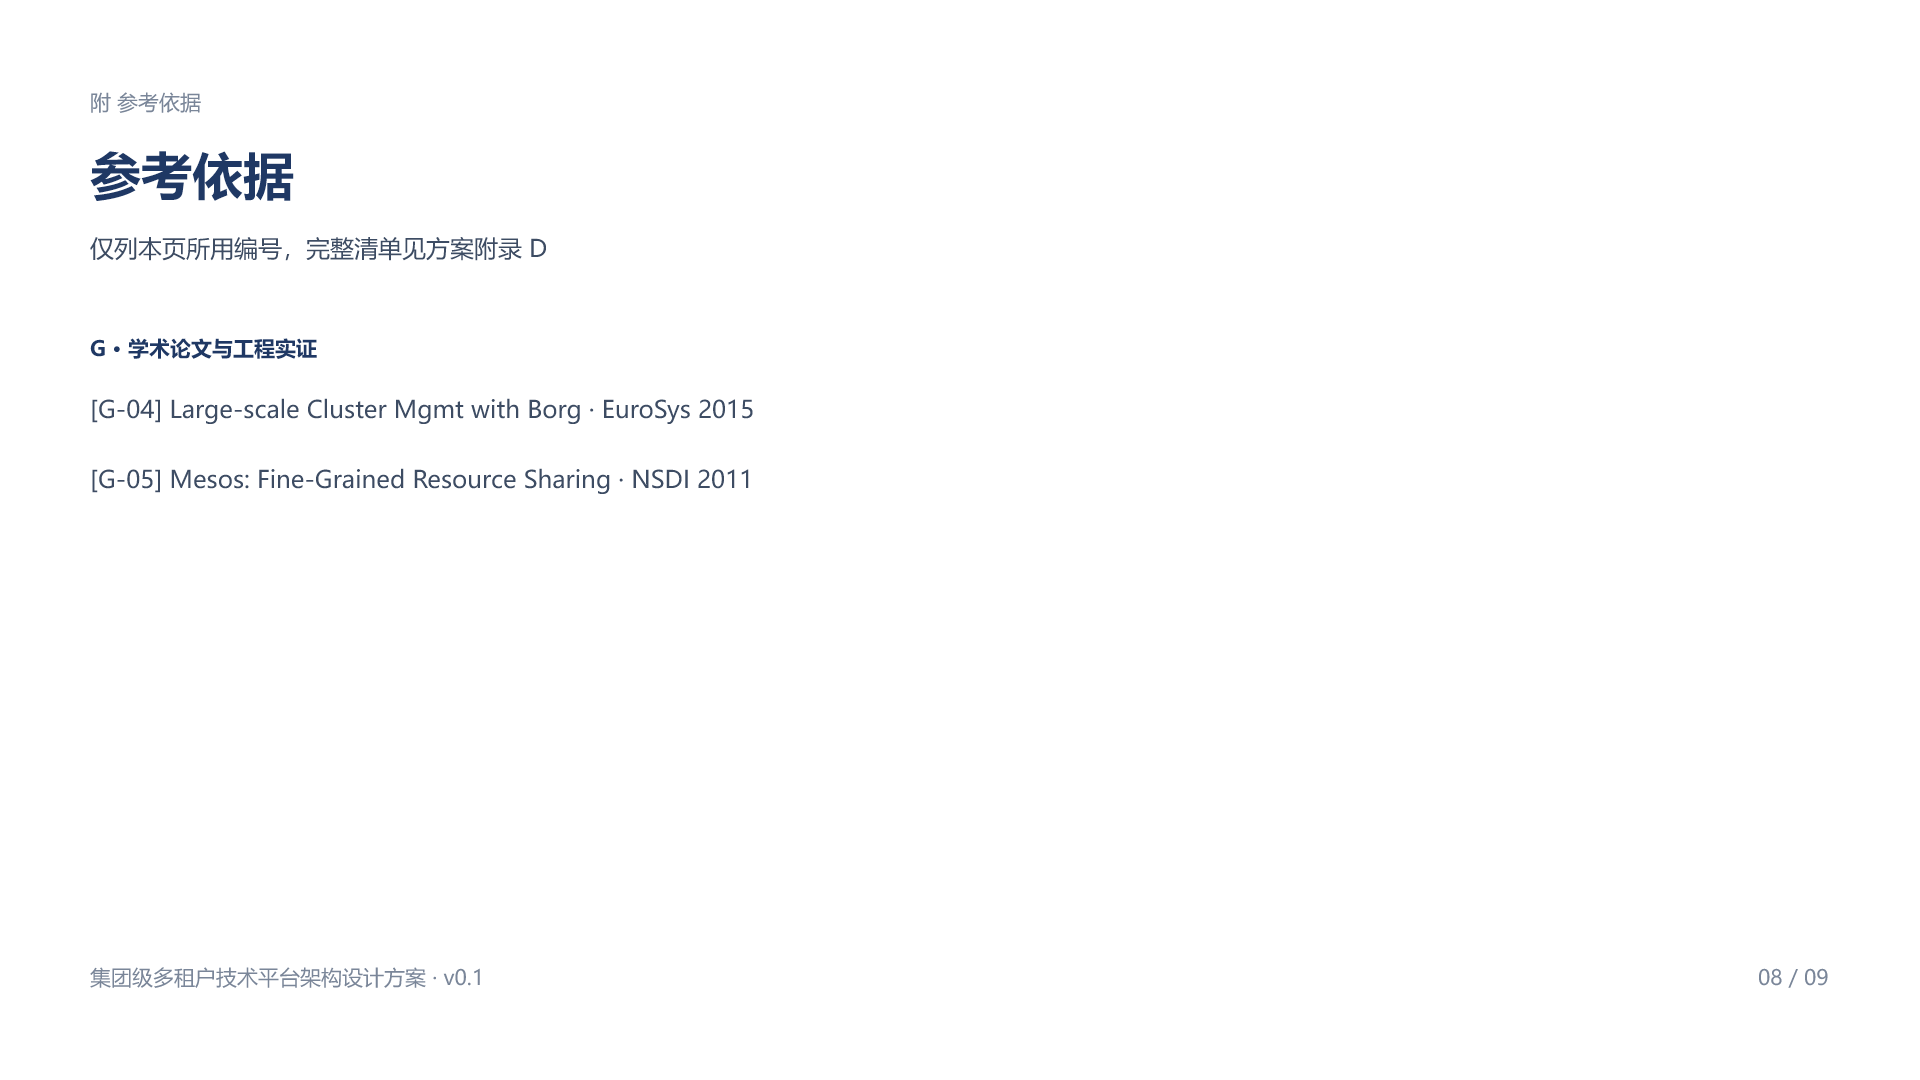 附 参考依据
参考依据
仅列本页所用编号，完整清单见方案附录 D
G · 学术论文与工程实证
[G-04] Large-scale Cluster Mgmt with Borg · EuroSys 2015
[G-05] Mesos: Fine-Grained Resource Sharing · NSDI 2011
集团级多租户技术平台架构设计方案 · v0.1
08 / 09